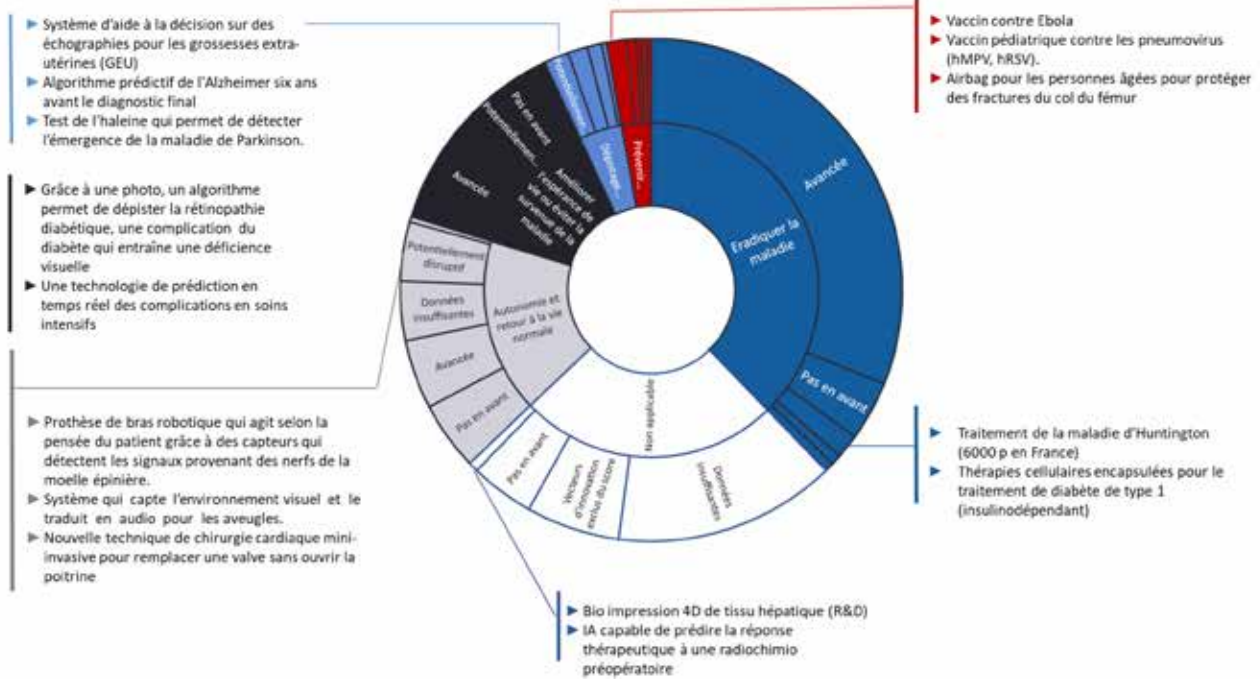 ► Système d'aide à la décision sur des
échographies pour les grossesses extra-
utérines (GEU)
► Algorithme prédictif de l'Alzheimer six ans
avant le diagnostic final
► Test de l'haleine qui permet de détecter
l'émergence de la maladie de Parkinson.
► Grâce à une photo, un algorithme
permet de dépister la rétinopathie
diabétique, une complication du
diabète qui entraîne une déficience
visuelle
► Une technologie de prédiction en
temps réel des complications en soins
intensifs
► Prothèse de bras robotique qui agit selon la
pensée du patient grâce à des capteurs qui
détectent les signaux provenant des nerfs de la
moelle épinière.
► Système qui capte l'environnement visuel et le
traduit en audio pour les aveugles.
► Nouvelle technique de chirurgie cardiaque mini-
invasive pour remplacer une valve sans ouvrir la
poitrine
► Vaccin contre Ebola
► Vaccin pédiatrique contre les pneumovirus
(hMPV, hRSV).
► Airbag pour les personnes âgées pour protéger
des fractures du col du fémur
► Traitement de la maladie d'Huntington
(6000 p en France)
► Thérapies cellulaires encapsulées pour le
traitement de diabète de type 1
(insulinodépendant)
► Bio impression 4D de tissu hépatique (R&D)
► IA capable de prédire la réponse
thérapeutique à une radiochimio
préopératoire
Eradiquer la
maladie
Avancée
Pas en avant
Non applicable
Données
insuffisantes
Vecteurs
d'innovation
exclut du score
Pas en avant
Autonomie et
retour à la vie
normale
Pas en avant
Avancée
Données
insuffisantes
Potentiellement
disruptif
Améliorer
l'espérance de
vie ou éviter la
survenue de la
maladie
Avancée
Potentiellemen...
Pas en avant
Dépistage...
Prévenir...